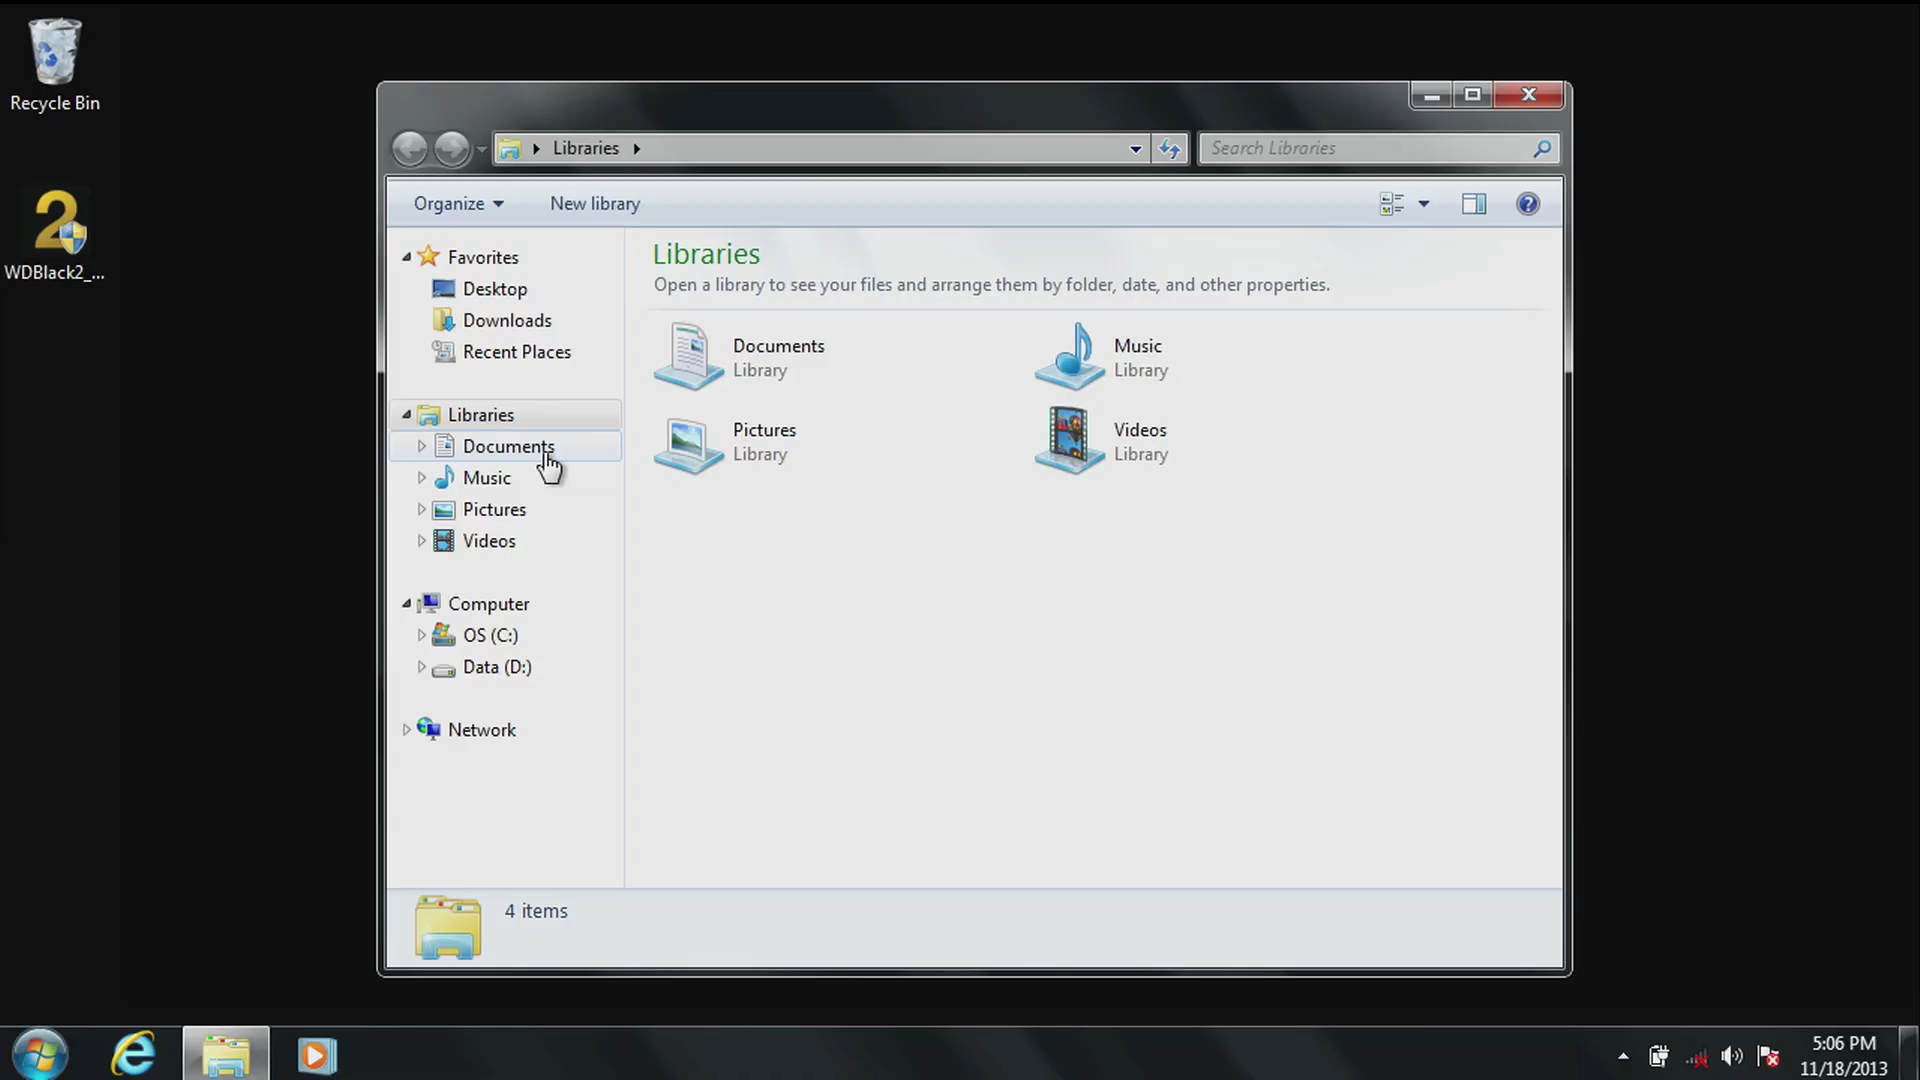 Recycle Bin
WDBlack2_...
Libraries
Search Libraries
Organize
New library
Favorites
Desktop
Downloads
Recent Places
Libraries
Documents
Music
Pictures
Videos
Computer
OS (C:)
Data (D:)
Network
Libraries
Open a library to see your files and arrange them by folder, date, and other properties.
Documents
Library
Music
Library
Pictures
Library
Videos
Library
4 items
5:06 PM
11/18/2013